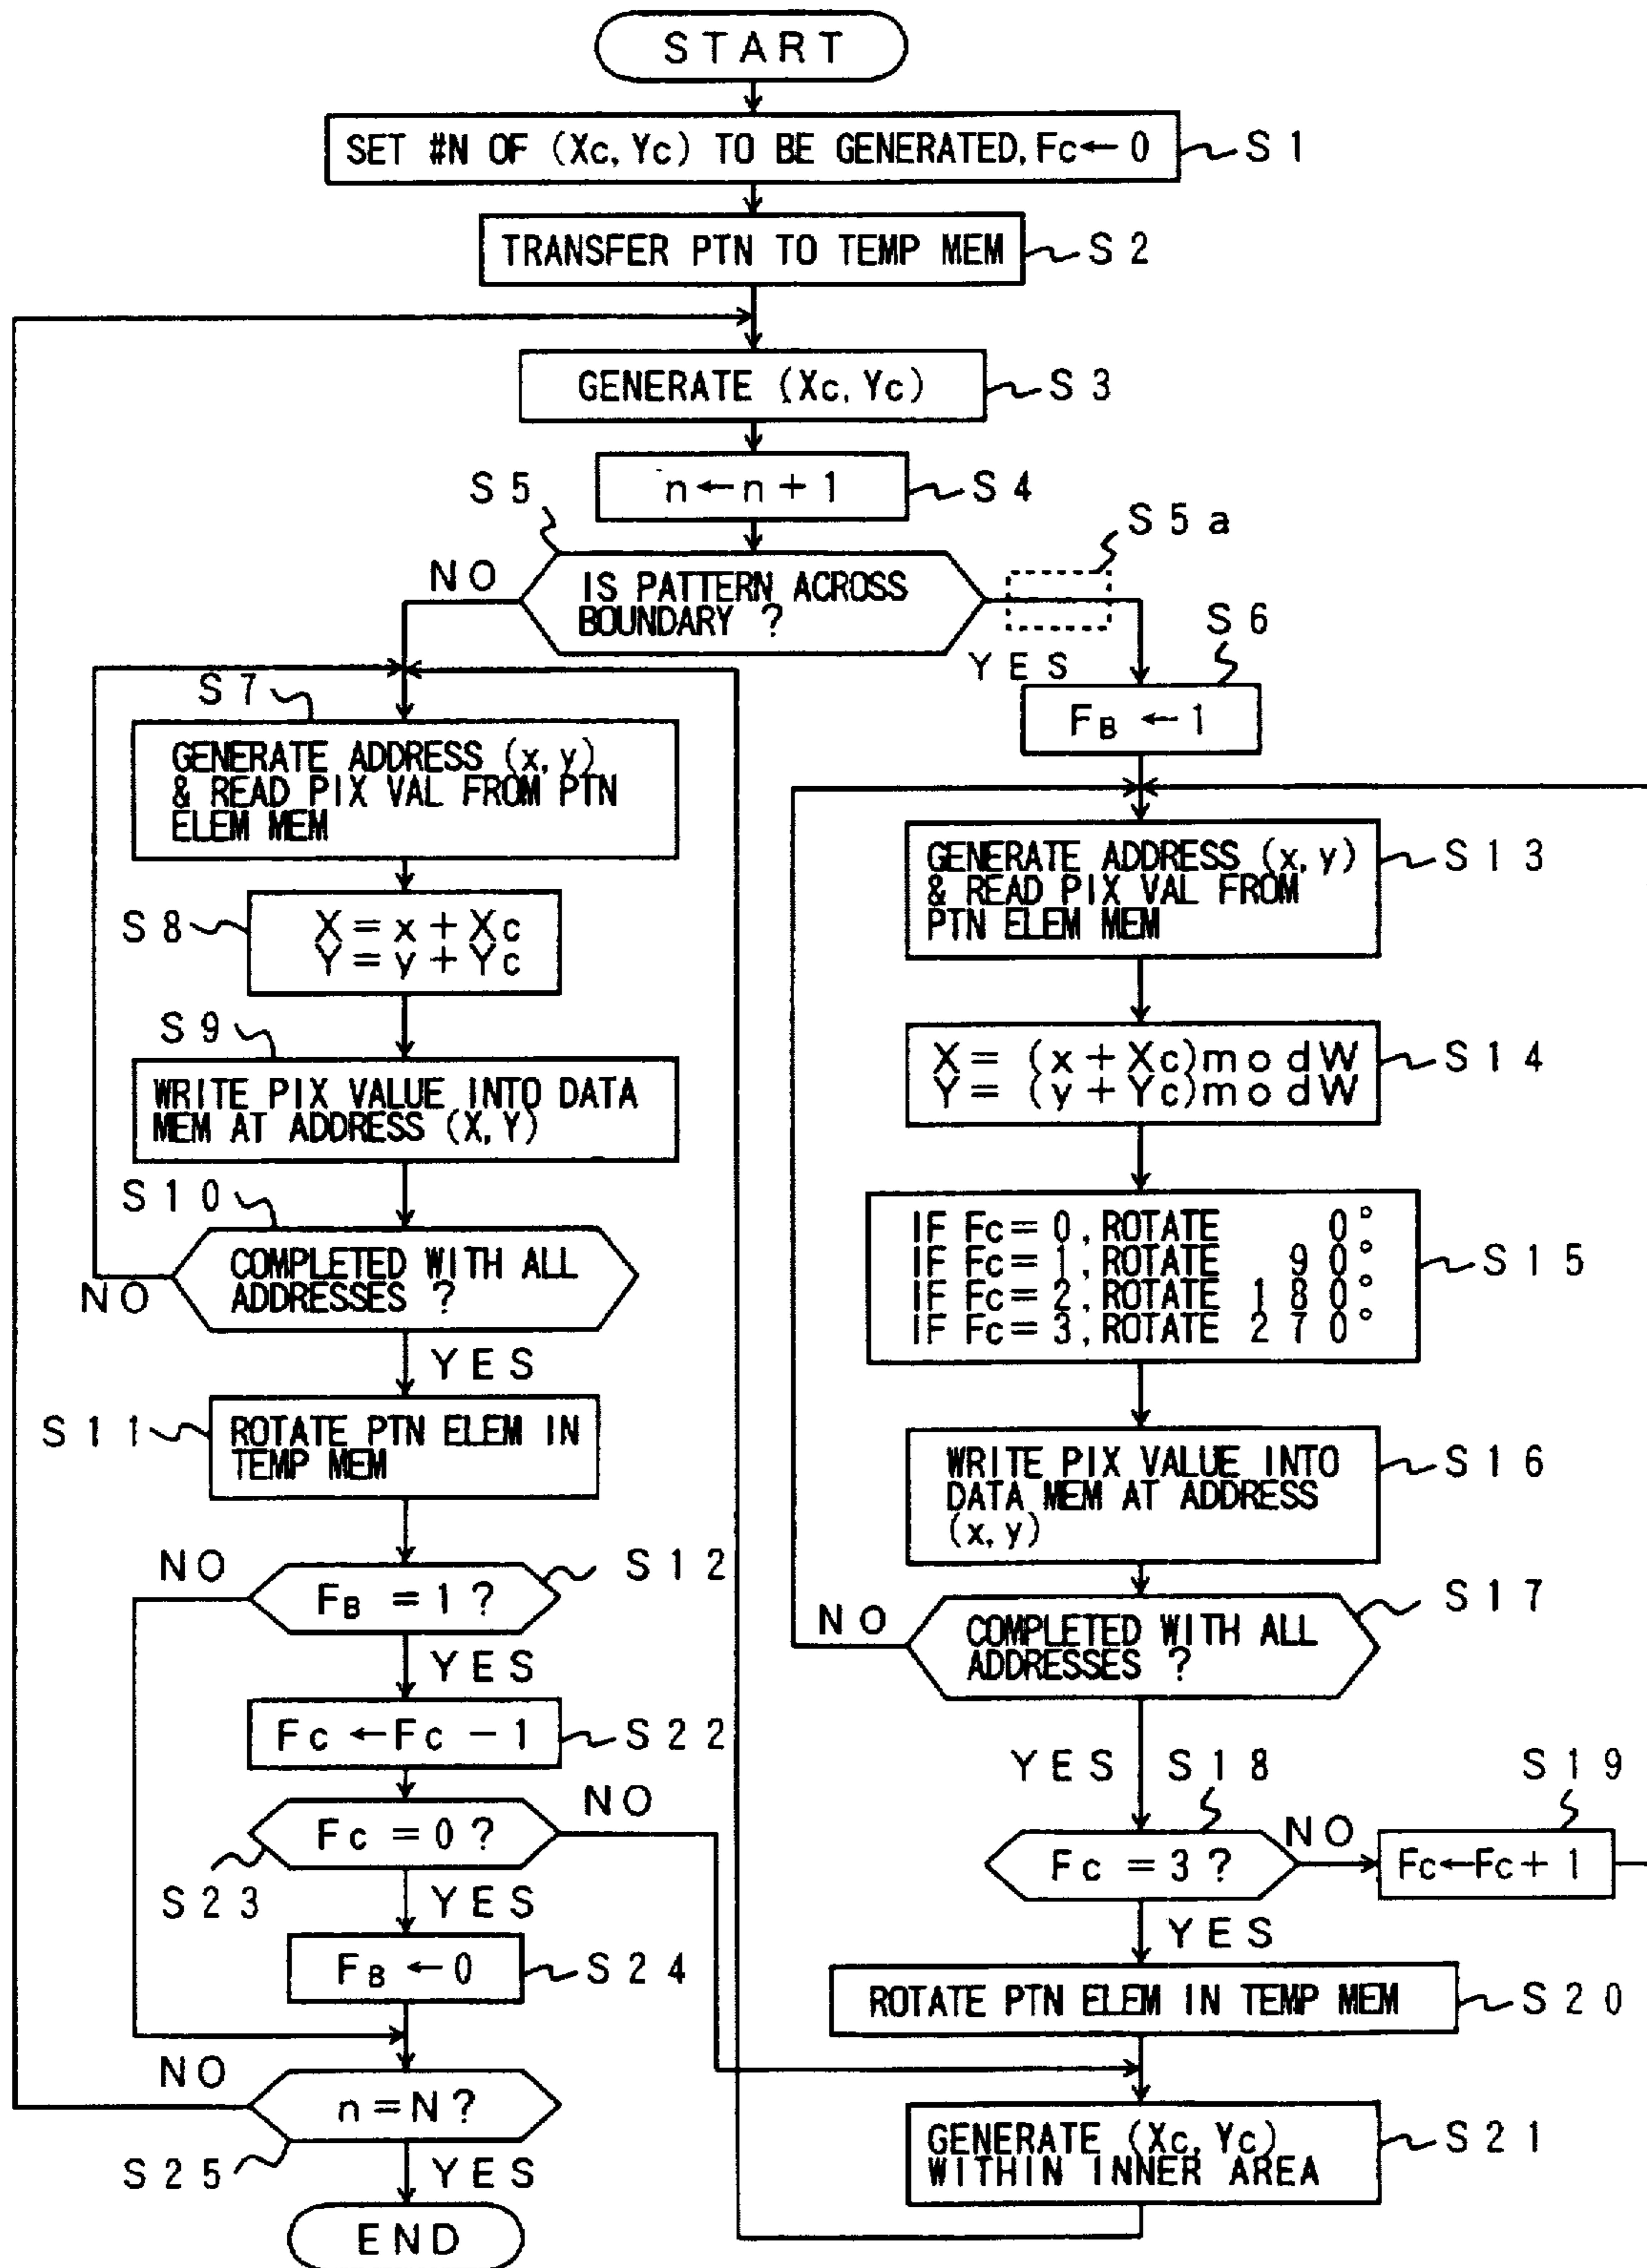 START
SET #N OF (Xc, Yc) TO BE GENERATED, Fc←0
S1
TRANSFER PTN TO TEMP MEM
S2
GENERATE (Xc, Yc)
S3
n←n+1
S4
S5
IS PATTERN ACROSS
BOUNDARY ?
NO
YES
S5a
S6
FB ←1
S7
GENERATE ADDRESS (x, y)
& READ PIX VAL FROM PTN
ELEM MEM
S8
X=x+Xc
Y=y+Yc
S9
WRITE PIX VALUE INTO DATA
MEM AT ADDRESS (X, Y)
S10
COMPLETED WITH ALL
ADDRESSES ?
NO
YES
S11
ROTATE PTN ELEM IN
TEMP MEM
NO
FB =1?
S12
YES
Fc ←Fc -1
S22
Fc =0?
NO
S23
YES
FB ←0
S24
NO
n=N?
S25
YES
END
GENERATE ADDRESS (x, y)
& READ PIX VAL FROM
PTN ELEM MEM
S13
X= (x+Xc)modW
Y= (y+Yc)modW
S14
IF Fc=0, ROTATE 0°
IF Fc=1, ROTATE 90°
IF Fc=2, ROTATE 180°
IF Fc=3, ROTATE 270°
S15
WRITE PIX VALUE INTO
DATA MEM AT ADDRESS
(x, y)
S16
COMPLETED WITH ALL
ADDRESSES ?
S17
NO
YES
S18
Fc =3?
NO
S19
Fc←Fc+1
YES
ROTATE PTN ELEM IN TEMP MEM
S20
GENERATE (Xc, Yc)
WITHIN INNER AREA
S21